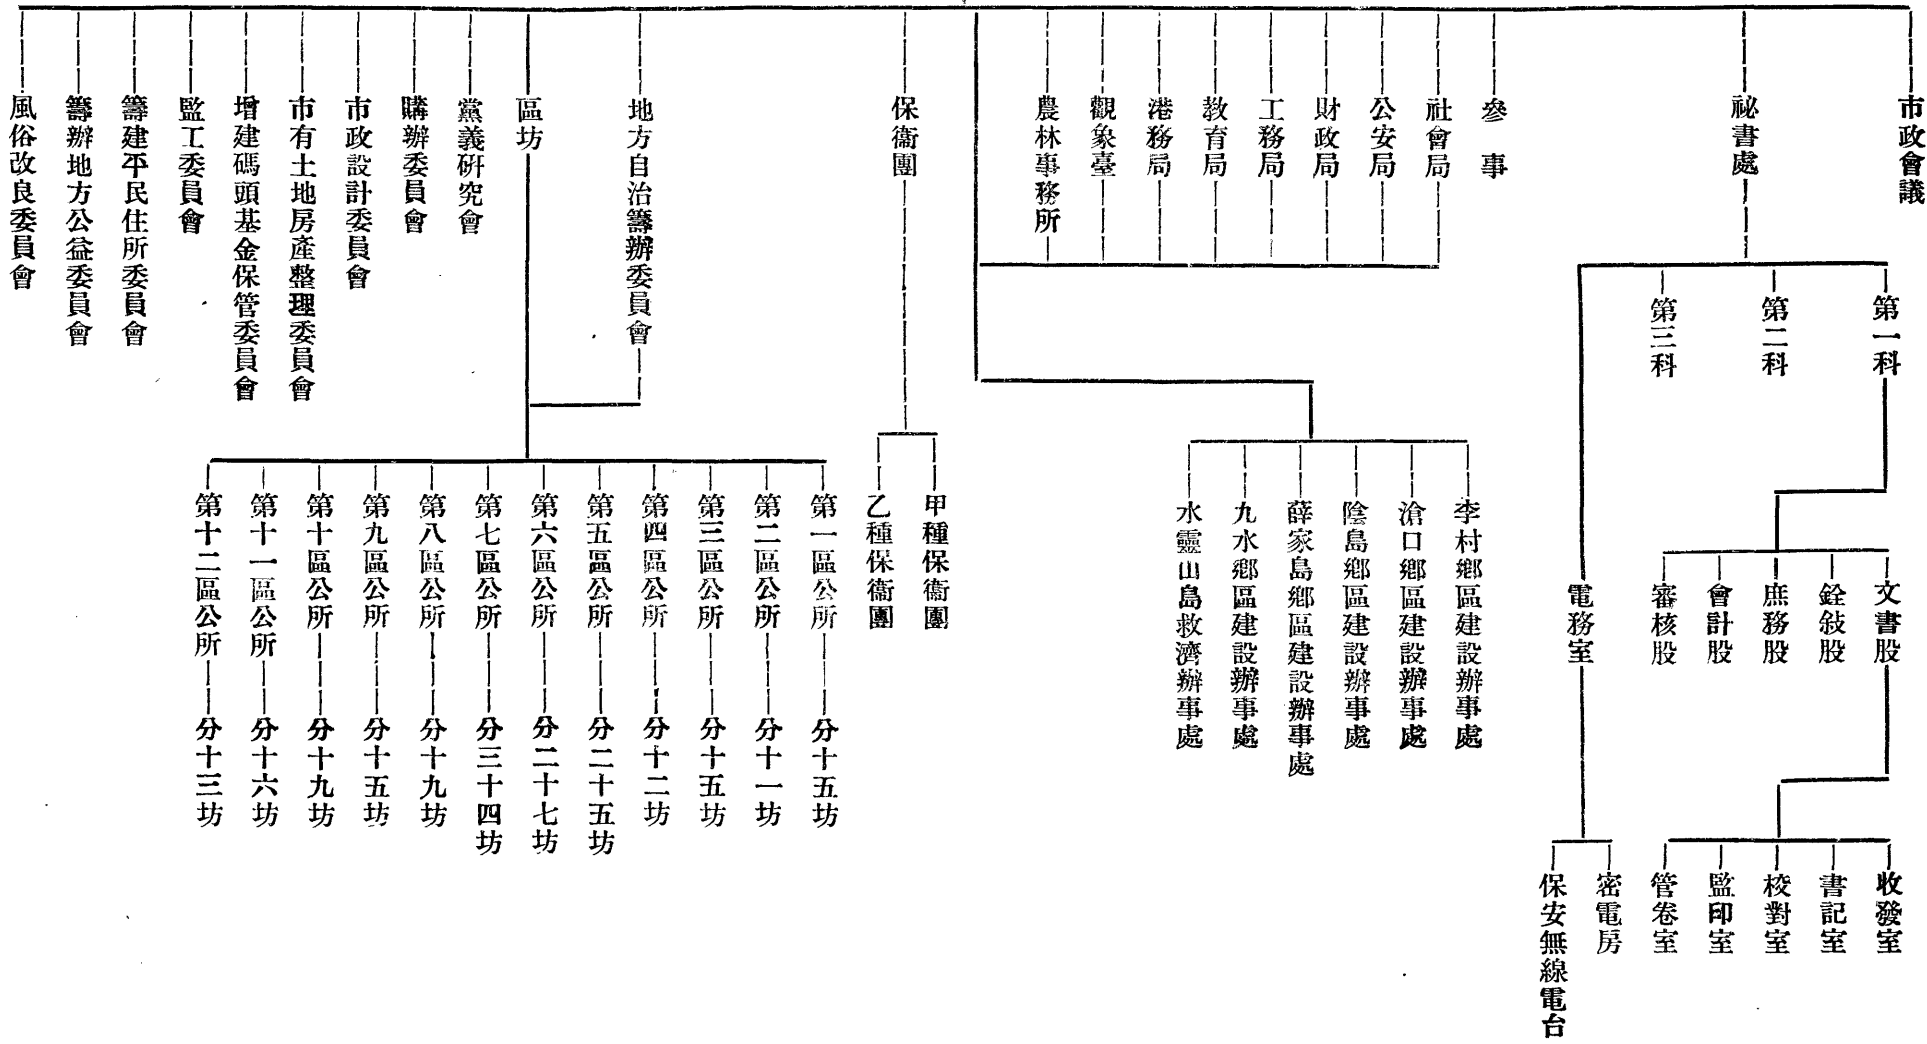 市政會議
祕書處
第一科
第二科
第三科
文書股
銓敍股
庶務股
會計股
審核股
收發室
書記室
校對室
監印室
管卷室
電務室
密電房
保安無線電台
參事
社會局
公安局
財政局
工務局
敎育局
港務局
觀象臺
農林事務所
李村鄉區建設辦事處
滄口鄉區建設辦事處
陰島鄉區建設辦事處
薛家島鄉區建設辦事處
九水鄉區建設辦事處
水靈山島救濟辦事處
保衞團
甲種保衞團
乙種保衞團
地方自治籌辦委員會
區坊
第一區公所
分十五坊
第二區公所
分十一坊
第三區公所
分十五坊
第四區公所
分十二坊
第五區公所
分二十五坊
第六區公所
分二十七坊
第七區公所
分三十四坊
第八區公所
分十九坊
第九區公所
分十五坊
第十區公所
分十九坊
第十一區公所
分十六坊
第十二區公所
分十三坊
黨義硏究會
購辦委員會
市政設計委員會
市有土地房產整理委員會
增建碼頭基金保管委員會
監工委員會
籌建平民住所委員會
籌辦地方公益委員會
風俗改良委員會